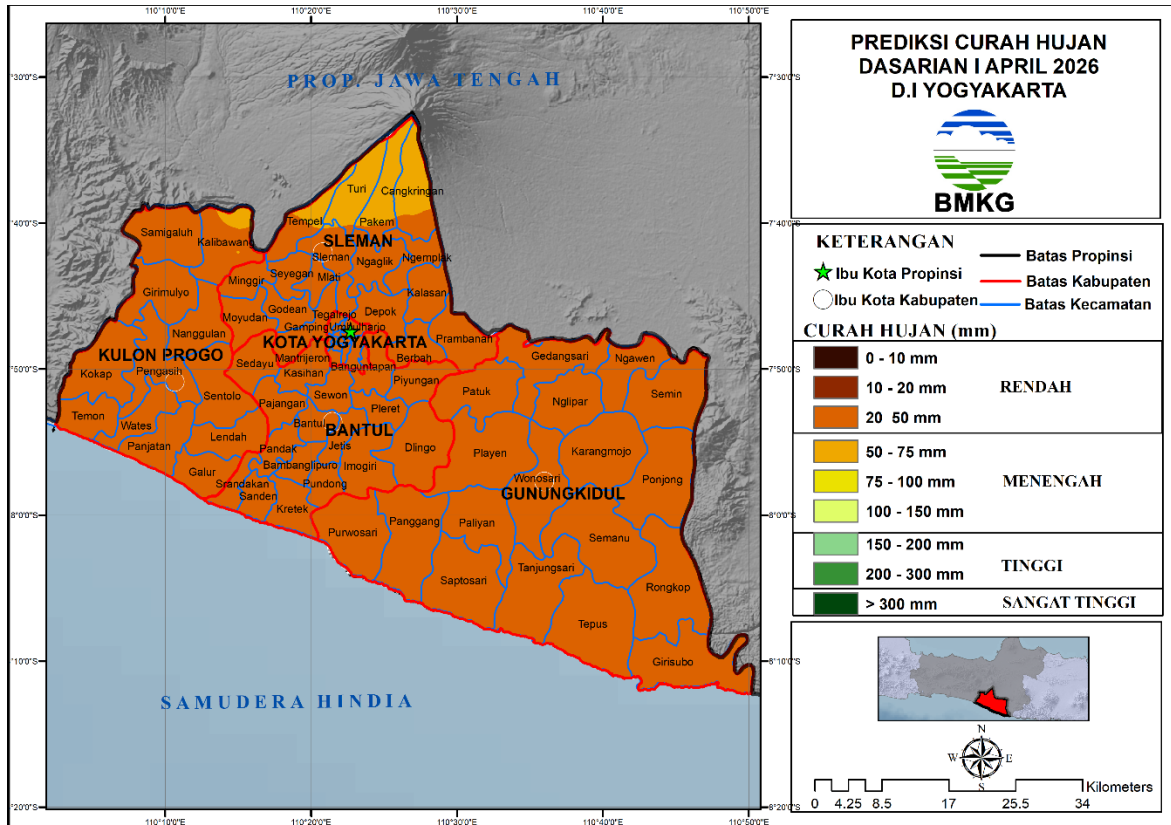 PREDIKSI CURAH HUJAN
DASARIAN I APRIL 2026
D.I YOGYAKARTA
BMKG
KETERANGAN
Ibu Kota Propinsi
Ibu Kota Kabupaten
Batas Propinsi
Batas Kabupaten
Batas Kecamatan
CURAH HUJAN (mm)
0 - 10 mm
10 - 20 mm
20 50 mm
RENDAH
50 - 75 mm
75 - 100 mm
100 - 150 mm
MENENGAH
150 - 200 mm
200 - 300 mm
TINGGI
> 300 mm
SANGAT TINGGI
N
W E
S
Kilometers
0 4.25 8.5 17 25.5 34
110°10'0"E 110°20'0"E 110°30'0"E 110°40'0"E 110°50'0"E
PROP. JAWA TENGAH
Turi
Cangkringan
Tempel
Pakem
Samigaluh
Kalibawang
SLEMAN
Sleman
Ngaglik
Ngemplak
Seyegan
Mlati
Minggir
Girimulyo
Kalasan
Godean
Tegalrejo
Depok
Moyudan
Gamping
Umbulharjo
Nanggulan
KOTA YOGYAKARTA
Prambanan
Gedangsari
Ngawen
KULON PROGO
Mantrijeron
Berbah
Sedayu
Kasihan
Banguntapan
Pengasih
Kokap
Piyungan
Patuk
Nglipar
Semin
Sentolo
Pajangan
Sewon
Pleret
Temon
Wates
Bantul
BANTUL
Lendah
Panjatan
Pandak
Jetis
Dlingo
Playen
Karangmojo
Galur
Bambanglipuro
Imogiri
Wonosari
Ponjong
Srandakan
Pundong
Sanden
GUNUNGKIDUL
Kretek
Panggang
Paliyan
Purwosari
Semanu
Saptosari
Tanjungsari
Rongkop
Tepus
Girisubo
SAMUDERA HINDIA
110°10'0"E 110°20'0"E 110°30'0"E 110°40'0"E 110°50'0"E